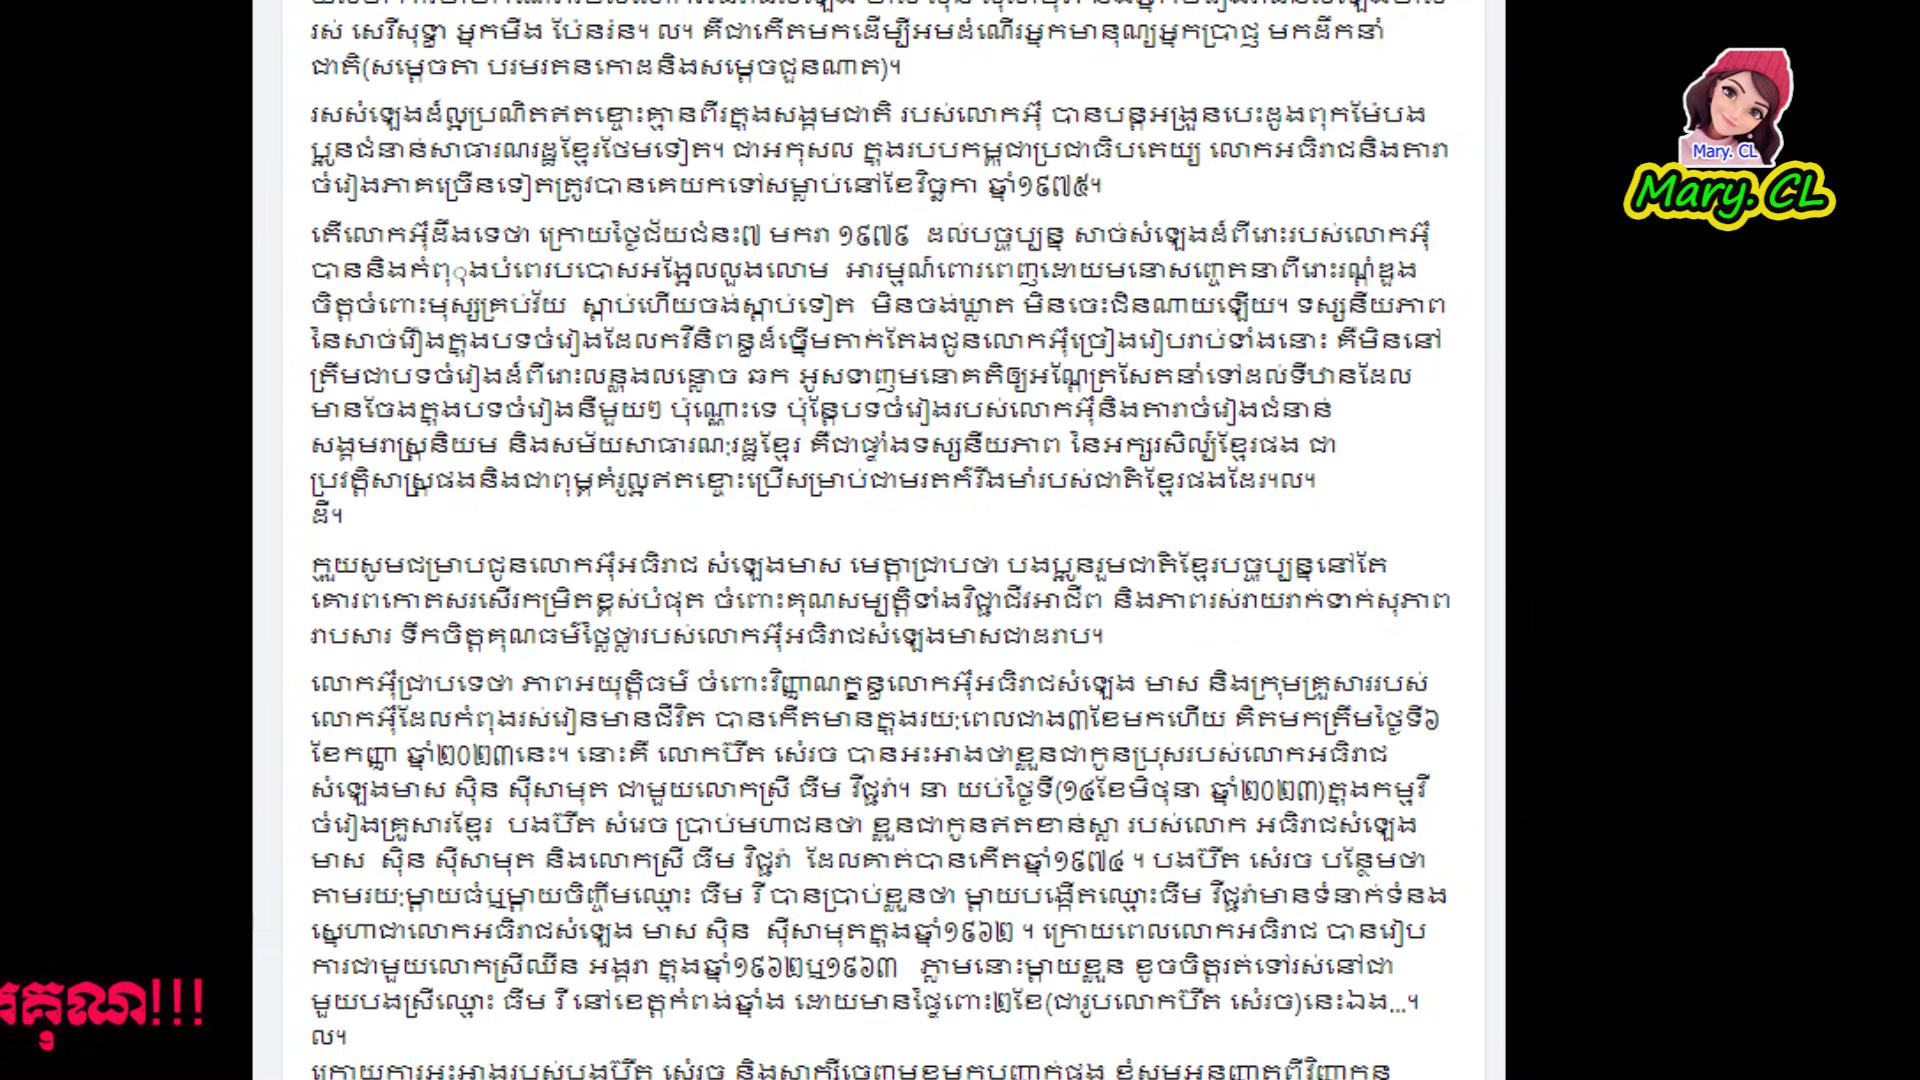 រស់ សេរីសុទ្ធា អ្នកមីង ប៉ែនរ៉ន។ ល។ គឺជាកើតមកដើម្បីអមដំណើរអ្នកមានុណ្យអ្នកប្រាជ្ញ មកដឹកនាំ
ជាតិ(សម្ដេចតា បរមរតនកោដនិងសម្ដេចជួនណាត)។
រសសំឡេងដ៏ល្អប្រណិតឥតខ្ចោះគ្មានពីរក្នុងសង្គមជាតិ របស់លោកអ៊ុំ បានបន្តអង្រួនបេះដូងពុកម៉ែបង
ប្អូនជំនាន់សាធារណរដ្ឋខ្មែរថែមទៀត។ ជាអកុសល ក្នុងរបបកម្ពុជាប្រជាធិបតេយ្យ លោកអធិរាជនិងតារា
ចំរៀងភាគច្រើនទៀតត្រូវបានគេយកទៅសម្លាប់នៅខែវិច្ឆកា ឆ្នាំ១៩៧៥។
តើលោកអ៊ុំដឹងទេថា ក្រោយថ្ងៃជ័យជំនះ៧ មករា ១៩៧៩ ដល់បច្ចុប្បន្ន សាច់សំឡេងដ៏ពីរោះរបស់លោកអ៊ុំ
បាននិងកំពុុងបំពេរបបោសអង្អែលលួងលោម អារម្មណ៍ពោរពេញដោយមនោសញ្ចេតនាពីរោះរណ្ដំដួង
ចិត្តចំពោះមុស្សគ្រប់វ័យ ស្ដាប់ហើយចង់ស្ដាប់ទៀត មិនចង់ឃ្លាត មិនចេះជិនណាយឡើយ។ ទស្សនីយភាព
នៃសាច់រឿងក្នុងបទចំរៀងដែលកវីនិពន្ធដ៍ឆ្នើមតាក់តែងជូនលោកអ៊ុំច្រៀងរៀបរាប់ទាំងនោះ គឺមិននៅ
ត្រឹមជាបទចំរៀងដ៏ពីរោះលន្លង់លន្លោច ឆក អូសទាញមនោគតិឲ្យអណ្ដែត្រសែតនាំទៅដល់ទីឋានដែល
មានចែងក្នុងបទចំរៀងនីមួយៗ ប៉ុណ្ណោះទេ ប៉ុន្តែបទចំរៀងរបស់លោកអ៊ុំនិងតារាចំរៀងជំនាន់
សង្គមរាស្ត្រនិយម និងសម័យសាធារណៈរដ្ឋខ្មែរ គឺជាផ្ទាំងទស្សនីយភាព នៃអក្សរសិល្ប៍ខ្មែរផង ជា
ប្រវត្តិសាស្ត្រផងនិងជាពុម្ពគំរូល្អឥតខ្ចោះប្រើសម្រាប់ជាមរតក៏រឹងមាំរបស់ជាតិខ្មែរផងដែរ។ល។
ដឺ។
ក្មួយសូមជម្រាបជូនលោកអ៊ុំអធិរាជ សំឡេងមាស មេត្តាជ្រាបថា បងប្អូនរួមជាតិខ្មែរបច្ចុប្បន្ននៅតែ
គោរពកោតសរសើរកម្រិតខ្ពស់បំផុត ចំពោះគុណសម្បត្តិទាំងវិជ្ជាជីវអាជីព និងភាពរស់រាយរាក់ទាក់សុភាព
រាបសារ ទឹកចិត្តគុណធម៌ថ្លៃថ្លារបស់លោកអ៊ុំអធិរាជសំឡេងមាសជាដរាប។
លោកអ៊ុំជ្រាបទេថា ភាពអយុត្តិធម៌ ចំពោះវិញ្ញាណក្ខន្ធលោកអ៊ុំអធិរាជសំឡេង មាស និងក្រុមគ្រួសាររបស់
លោកអ៊ុំដែលកំពុងរស់រៀនមានជីវិត បានកើតមានក្នុងរយៈពេលជាង៣ខែមកហើយ គិតមកត្រឹមថ្ងៃទី៦
ខែកញ្ញា ឆ្នាំ២០២៣នេះ។ នោះគឺ លោកប៊ឺត សេរច បានអះអាងថាខ្លួនជាកូនប្រុសរបស់លោកអធិរាជ
សំឡេងមាស ស៊ិន ស៊ីសាមុត ជាមួយលោកស្រី ធីម វីជ្ជរ៉ា។ នា យប់ថ្ងៃទី(១៤ខែមិថុនា ឆ្នាំ២០២៣)ក្នុងកម្មវិ
ចំរៀងគ្រួសារខ្មែរ បងប៊ឺត សំរេច ប្រាប់មហាជនថា ខ្លួនជាកូនឥតខាន់ស្លា របស់លោក អធិរាជសំឡេង
មាស ស៊ិន ស៊ីសាមុត និងលោកស្រី ធីម វិជ្ជរ៉ា ដែលគាត់បានកើតឆ្នាំ១៩៧៤ ។ បងប៊ឺត សេរច បន្ថែមថា
តាមរយៈម្ដាយធំឬម្ដាយចិញ្ចឹមឈ្មោះ ធីម រី បានប្រាប់ខ្លួនថា ម្ដាយបង្កើតឈ្មោះធីម វីជ្ជរ៉ាមានទំនាក់ទំនង
ស្នេហាជាលោកអធិរាជសំឡេង មាស ស៊ិន ស៊ីសាមុតក្នុងឆ្នាំ១៩៦២ ។ ក្រោយពេលលោកអធិរាជ បានរៀប
ការជាមួយលោកស្រីឈីន អង្គរា ក្នុងឆ្នាំ១៩៦២ឬ១៩៦៣ ភ្លាមនោះម្ដាយខ្លួន ខូចចិត្តរត់ទៅរស់នៅជា
មួយបងស្រីឈ្មោះ ធីម រី នៅខេត្តកំពង់ឆ្នាំង ដោយមានផ្ទៃពោះ២ខែ(ជារូបលោកប៊ឺត សេរច)នេះឯង...។
ល។
ក្រោយការអះអាងរបស់បងប៊ឺត សេរច និងសាក្សីចេញមុខមកបញ្ជាក់ផង ខ្ញុំសូមអនុញ្ញាតពីវិញ្ញាក្ខន្ធ
Mary. CL
Mary. CL
រគុណ!!!